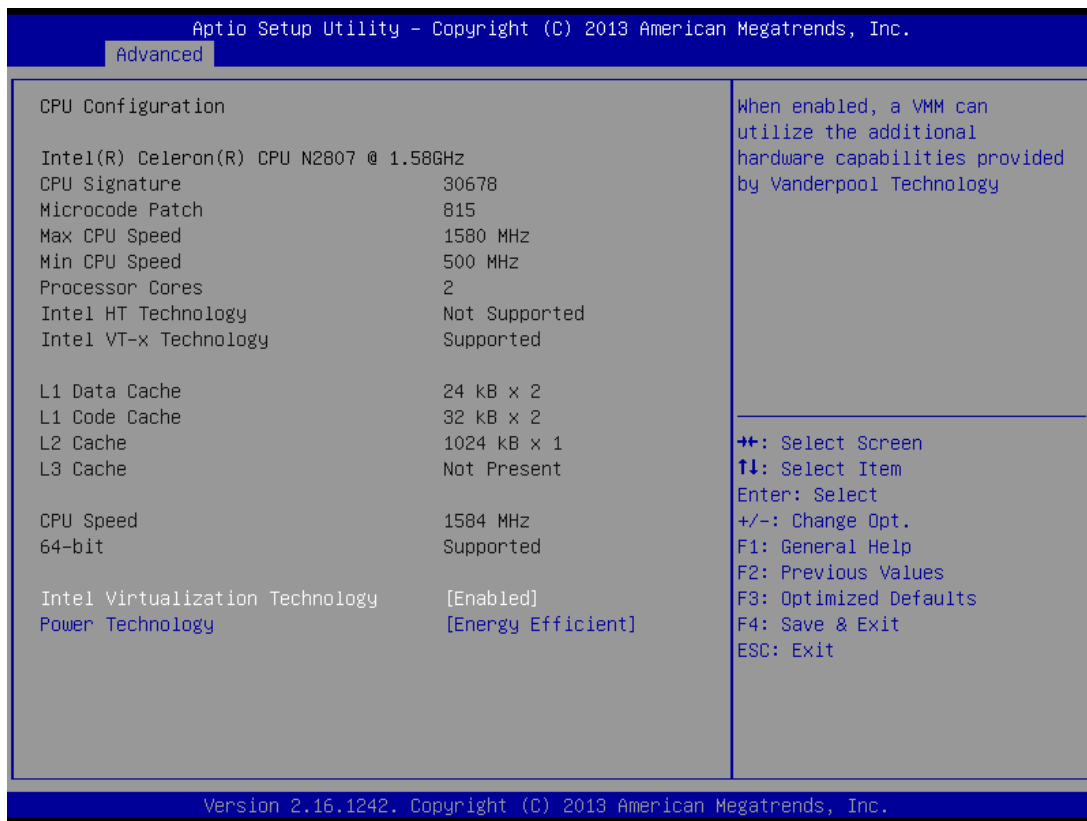 Aptio Setup Utility – Copyright (C) 2013 American Megatrends, Inc.
Advanced
CPU Configuration
Intel(R) Celeron(R) CPU N2807 @ 1.58GHz
CPU Signature 30678
Microcode Patch 815
Max CPU Speed 1580 MHz
Min CPU Speed 500 MHz
Processor Cores 2
Intel HT Technology Not Supported
Intel VT-x Technology Supported
L1 Data Cache 24 kB x 2
L1 Code Cache 32 kB x 2
L2 Cache 1024 kB x 1
L3 Cache Not Present
CPU Speed 1584 MHz
64-bit Supported
Intel Virtualization Technology [Enabled]
Power Technology [Energy Efficient]
When enabled, a VMM can
utilize the additional
hardware capabilities provided
by Vanderpool Technology
→←: Select Screen
↑↓: Select Item
Enter: Select
+/-: Change Opt.
F1: General Help
F2: Previous Values
F3: Optimized Defaults
F4: Save & Exit
ESC: Exit
Version 2.16.1242. Copyright (C) 2013 American Megatrends, Inc.